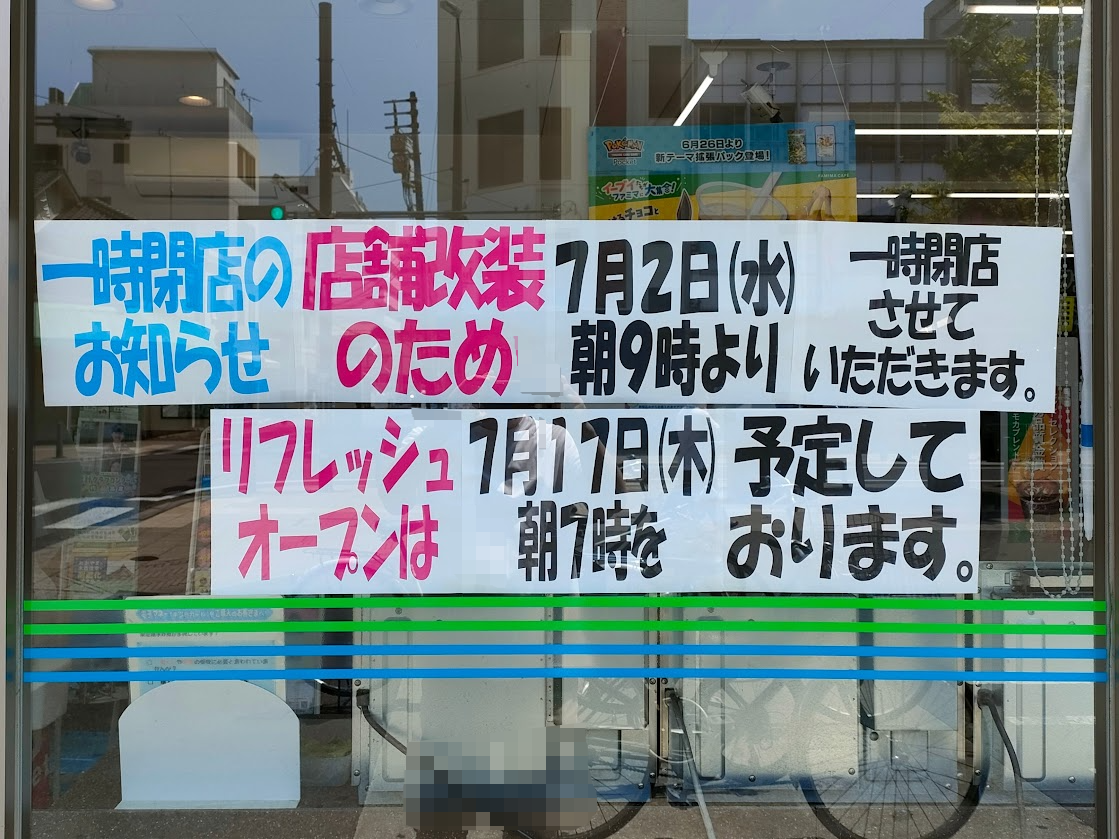 POKÉMON
Pocket
6月26日より
新テーマ拡張パック登場!
FAMIMA CAFE
一時閉店の
お知らせ
店舗改装
のため
7月2日(水)
朝9時より
一時閉店
させて
いただきます。
リフレッシュ
オープンは
7月17日(木)
朝7時を
予定して
おります。